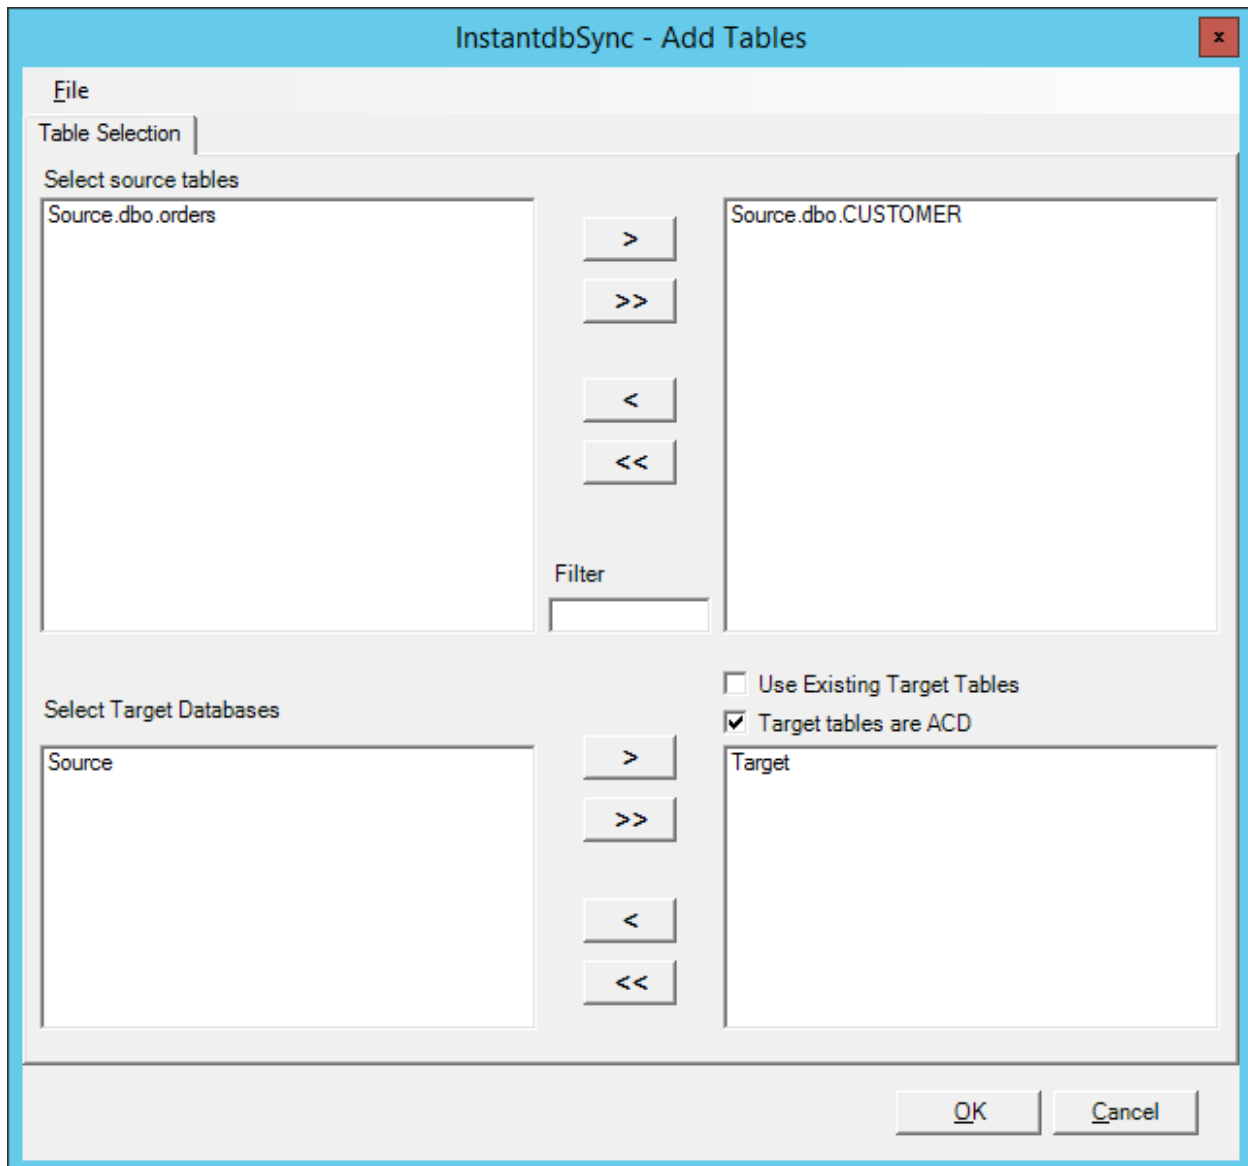 InstantdbSync - Add Tables
x
File
Table Selection
Select source tables
Source.dbo.orders
>
>>
<
<<
Filter
Source.dbo.CUSTOMER
Use Existing Target Tables
Target tables are ACD
Select Target Databases
Source
>
>>
<
<<
Target
OK
Cancel